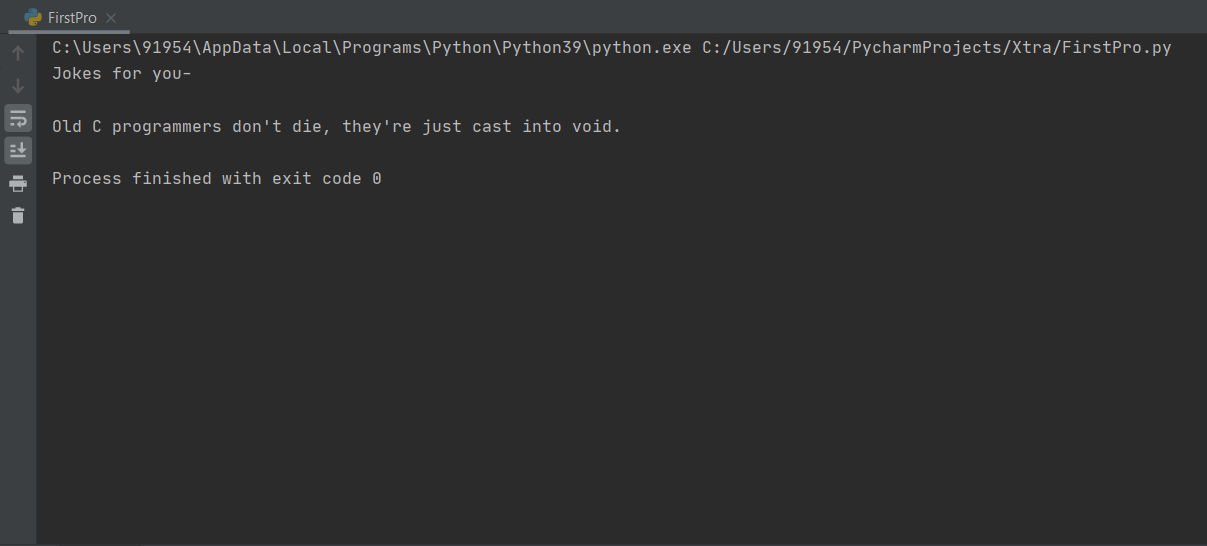 FirstPro
C:\Users\91954\AppData\Local\Programs\Python\Python39\python.exe C:/Users/91954/PycharmProjects/Xtra/FirstPro.py
Jokes for you-
Old C programmers don't die, they're just cast into void.
Process finished with exit code 0